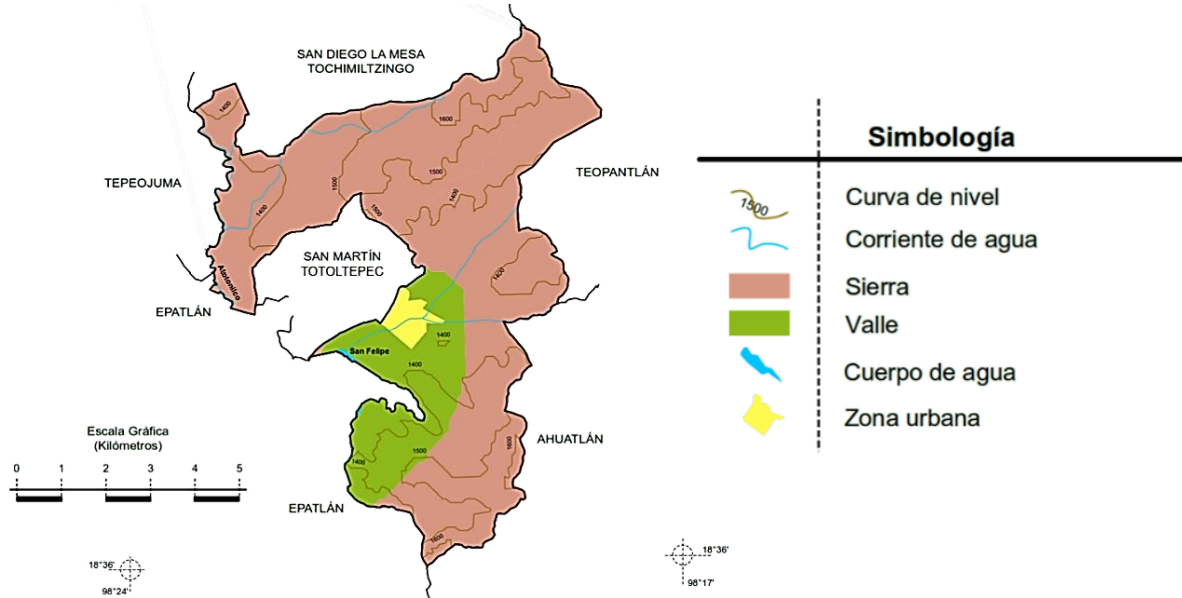 SAN DIEGO LA MESA
TOCHIMILTZINGO
1400
1600
TEPEOJUMA
TEOPANTLÁN
1500
1500
1400
1400
1500
SAN MARTÍN
TOTOLTEPEC
1400
Alotonilco
EPATLÁN
1400
San Felipe
1400
Escala Gráfica
(Kilómetros)
0 1 2 3 4 5
AHUATLÁN
1600
1500
1400
EPATLÁN
1600
18°36'
98°24'
18°36'
98°17'
Simbología
1500
Curva de nivel
Corriente de agua
Sierra
Valle
Cuerpo de agua
Zona urbana